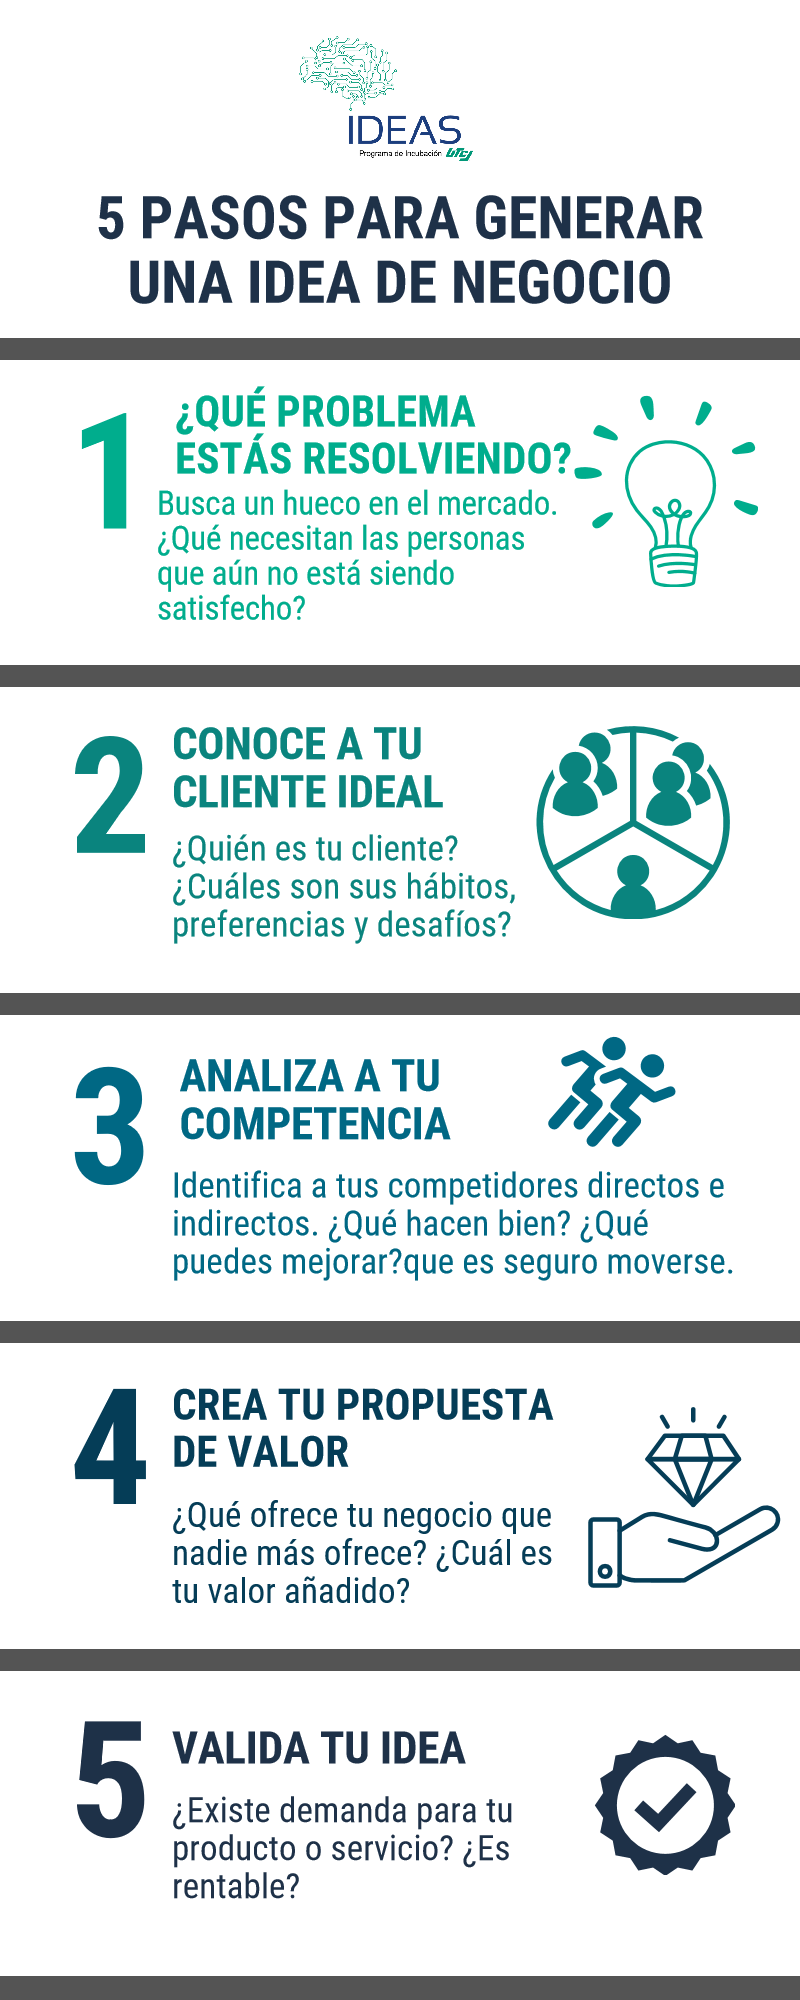 IDEAS
Programa de Incubación UTCJ
5 PASOS PARA GENERAR
UNA IDEA DE NEGOCIO
1
¿QUÉ PROBLEMA
ESTÁS RESOLVIENDO?
Busca un hueco en el mercado.
¿Qué necesitan las personas
que aún no está siendo
satisfecho?
2
CONOCE A TU
CLIENTE IDEAL
¿Quién es tu cliente?
¿Cuáles son sus hábitos,
preferencias y desafíos?
3
ANALIZA A TU
COMPETENCIA
Identifica a tus competidores directos e
indirectos. ¿Qué hacen bien? ¿Qué
puedes mejorar?que es seguro moverse.
4
CREA TU PROPUESTA
DE VALOR
¿Qué ofrece tu negocio que
nadie más ofrece? ¿Cuál es
tu valor añadido?
5
VALIDA TU IDEA
¿Existe demanda para tu
producto o servicio? ¿Es
rentable?